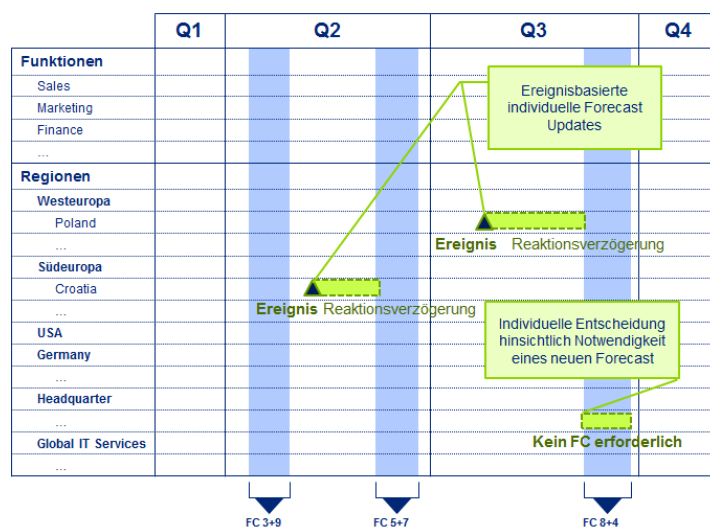 Q1 Q2 Q3 Q4
Funktionen
Sales
Marketing
Finance
...
Ereignisbasierte
individuelle Forecast
Updates
Regionen
Westeuropa
Poland
...
Ereignis Reaktionsverzögerung
Südeuropa
Croatia
...
Ereignis Reaktionsverzögerung
USA
Germany
...
Individuelle Entscheidung
hinsichtlich Notwendigkeit
eines neuen Forecast
Headquarter
...
Kein FC erforderlich
Global IT Services
...
FC 3+9 FC 5+7 FC 8+4